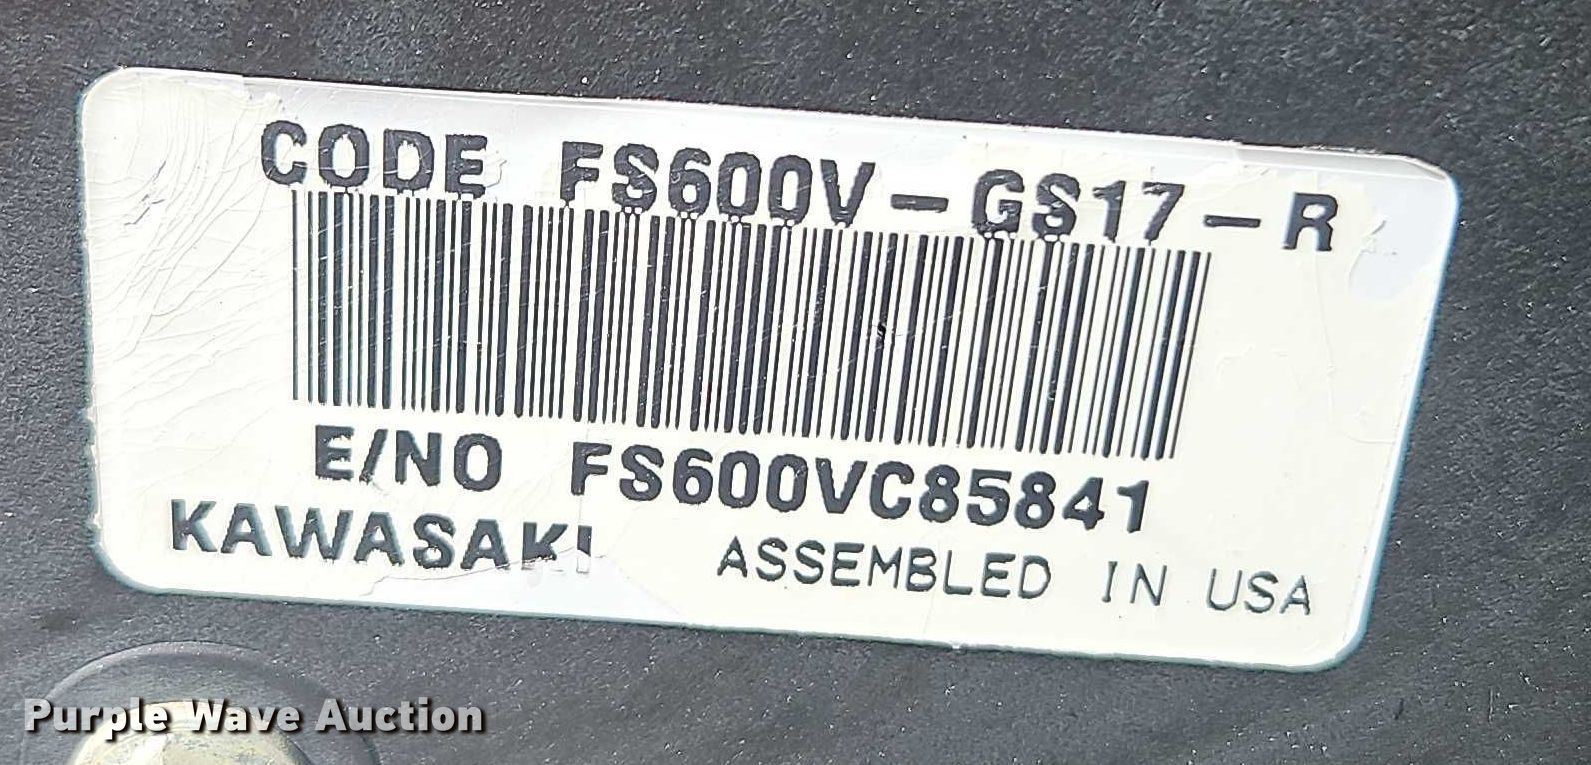 CODE FS600V-GS17-R
E/NO FS600VC85841
KAWASAKI ASSEMBLED IN USA
Purple Wave Auction